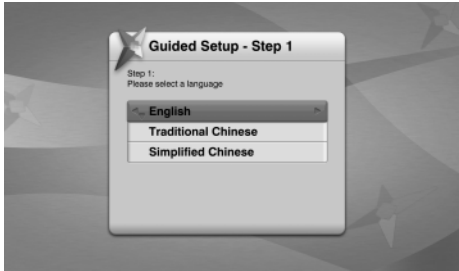 Guided Setup - Step 1
Step 1:
Please select a language
English
Traditional Chinese
Simplified Chinese